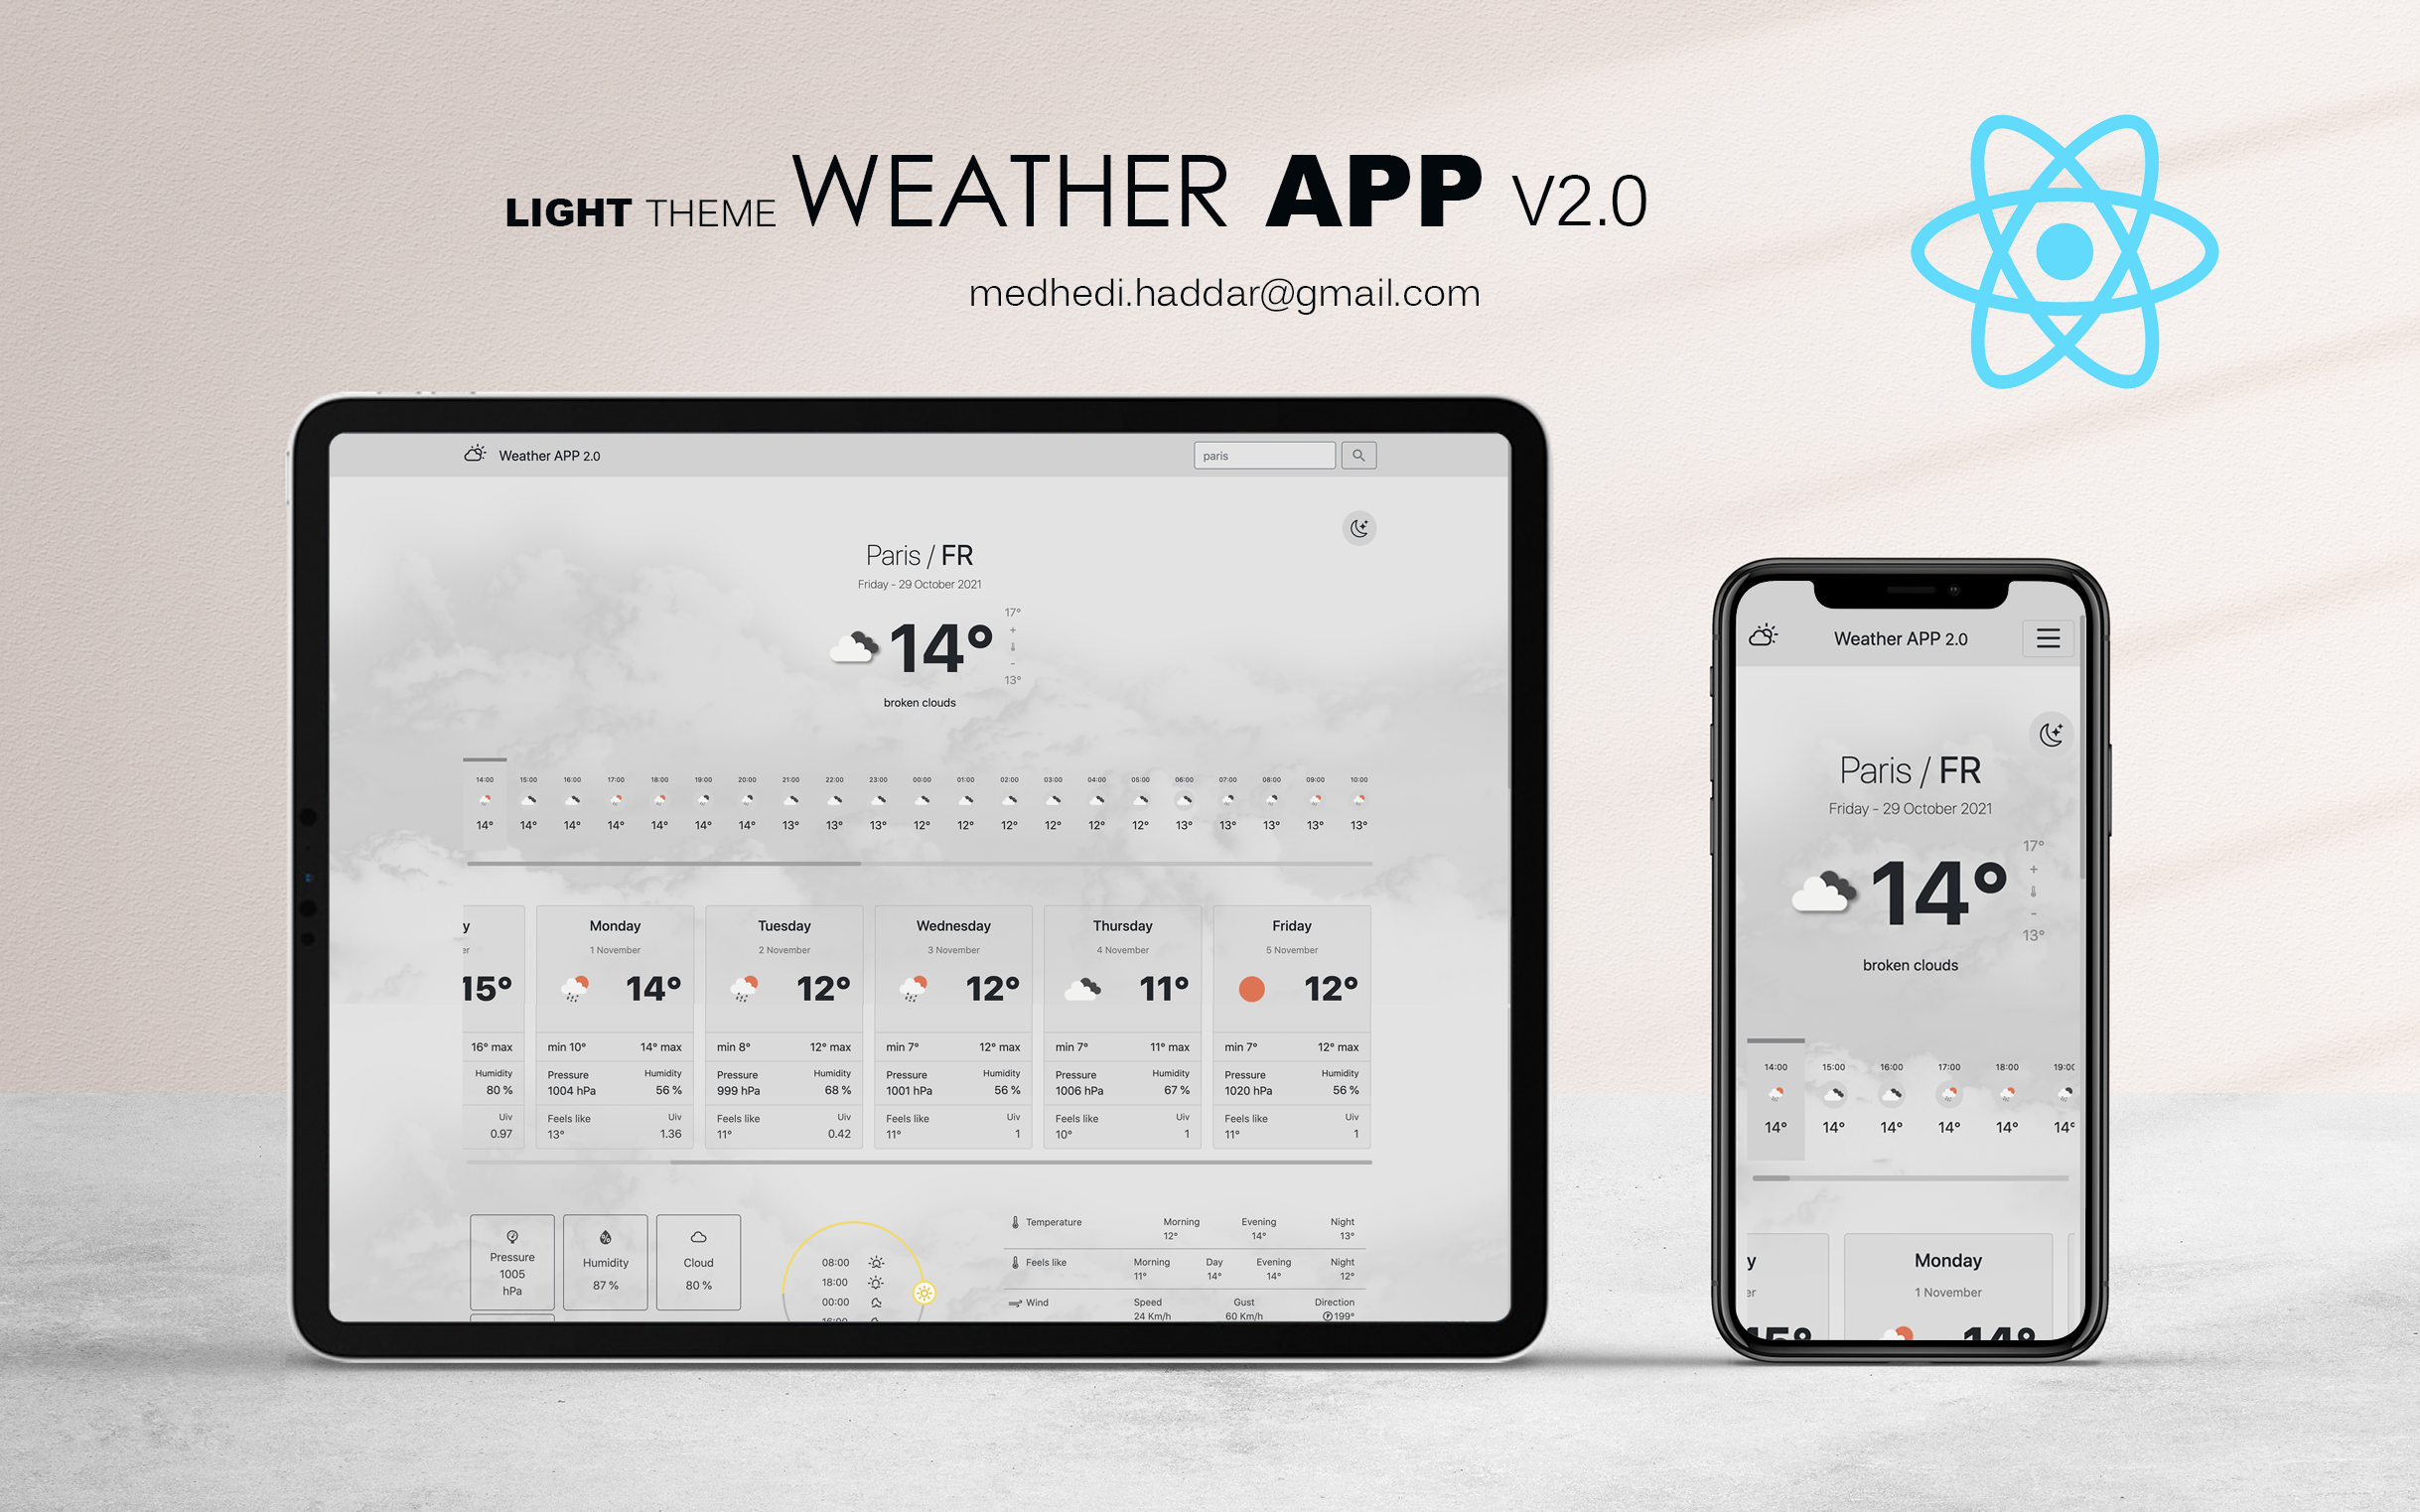 LIGHT THEME WEATHER APP V2.0
medhedi.haddar@gmail.com
Weather APP 2.0
paris
Paris / FR
Friday - 29 October 2021
17°
+
14°
-
13°
broken clouds
14:00 15:00 16:00 17:00 18:00 19:00 20:00 21:00 22:00 23:00 00:00 01:00 02:00 03:00 04:00 05:00 06:00 07:00 08:00 09:00 10:00
14° 14° 14° 14° 14° 14° 14° 13° 13° 13° 12° 12° 12° 12° 12° 12° 13° 13° 13° 13° 13°
y Monday Tuesday Wednesday Thursday Friday
er 1 November 2 November 3 November 4 November 5 November
15° 14° 12° 12° 11° 12°
16° max min 10° 14° max min 8° 12° max min 7° 12° max min 7° 11° max min 7° 12° max
Humidity Pressure Humidity Pressure Humidity Pressure Humidity Pressure Humidity Pressure Humidity
80 % 1004 hPa 56 % 999 hPa 68 % 1001 hPa 56 % 1006 hPa 67 % 1020 hPa 56 %
Uiv Feels like Uiv Feels like Uiv Feels like Uiv Feels like Uiv Feels like Uiv
0.97 13° 1.36 11° 0.42 11° 1 10° 1 11° 1
Pressure
1005
hPa
Humidity
87 %
Cloud
80 %
08:00
18:00
00:00
16:00
Temperature Morning Evening Night
12° 14° 13°
Feels like Morning Day Evening Night
11° 14° 14° 12°
Wind Speed Gust Direction
24 Km/h 60 Km/h 199°
Weather APP 2.0
Paris / FR
Friday - 29 October 2021
17°
+
14°
-
13°
broken clouds
14:00 15:00 16:00 17:00 18:00 19:00
14° 14° 14° 14° 14° 14°
y Monday
er 1 November
15° 14°